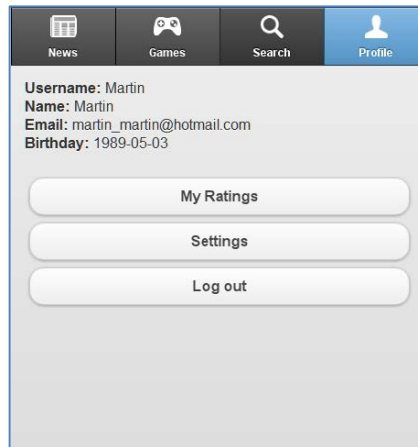 News Games Search Profile
Username: Martin
Name: Martin
Email: martin_martin@hotmail.com
Birthday: 1989-05-03
My Ratings
Settings
Log out